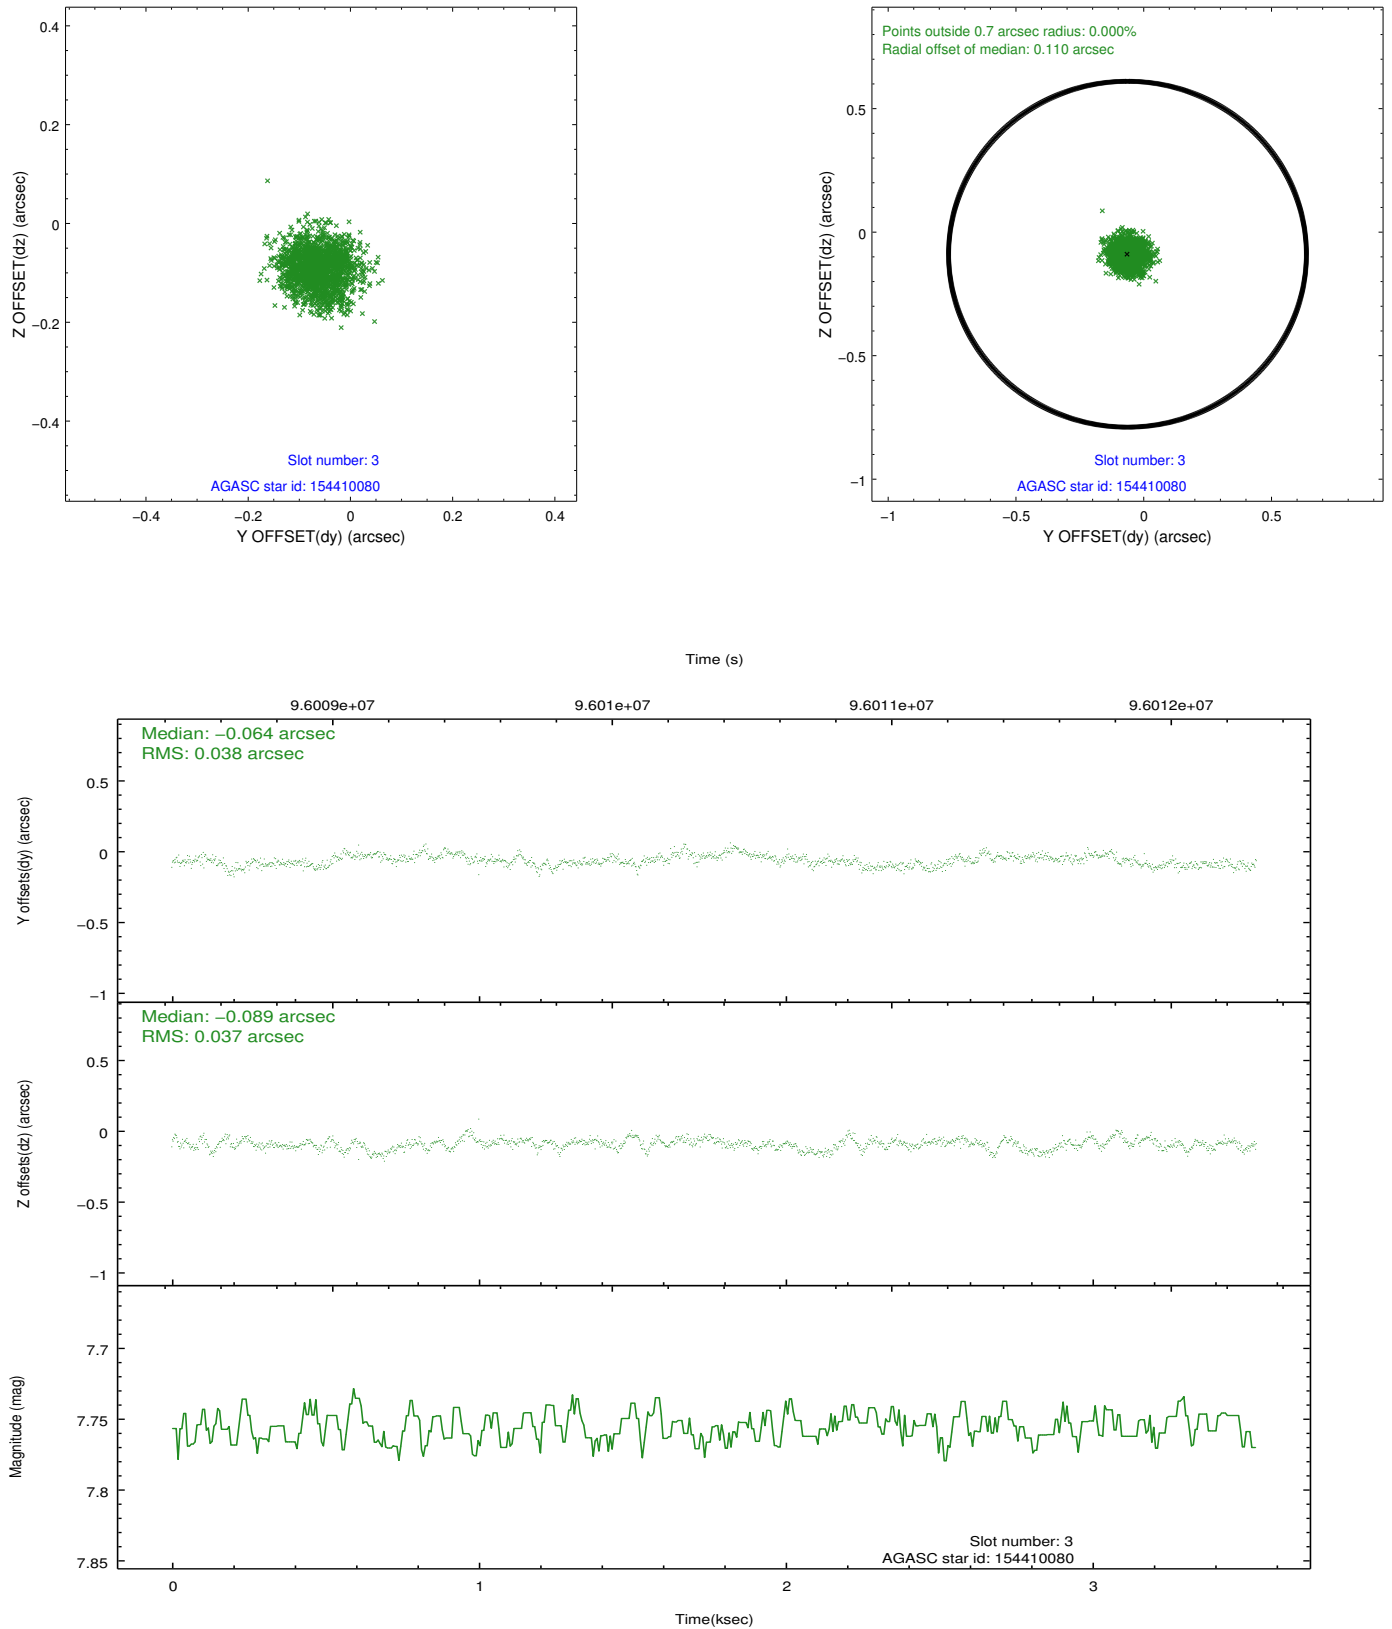 0.4
0.2
0
−0.2
−0.4
Z OFFSET(dz) (arcsec)
Slot number: 3
AGASC star id: 154410080
−0.4 −0.2 0 0.2 0.4
Y OFFSET(dy) (arcsec)
Points outside 0.7 arcsec radius: 0.000%
Radial offset of median: 0.110 arcsec
0.5
0
−0.5
−1
Z OFFSET(dz) (arcsec)
Slot number: 3
AGASC star id: 154410080
−1 −0.5 0 0.5
Y OFFSET(dy) (arcsec)
Time (s)
9.6009e+07 9.601e+07 9.6011e+07 9.6012e+07
Median: −0.064 arcsec
RMS: 0.038 arcsec
0.5
0
−0.5
−1
Y offsets(dy) (arcsec)
Median: −0.089 arcsec
RMS: 0.037 arcsec
0.5
0
−0.5
−1
Z offsets(dz) (arcsec)
7.7
7.75
7.8
7.85
Magnitude (mag)
Slot number: 3
AGASC star id: 154410080
0 1 2 3
Time(ksec)